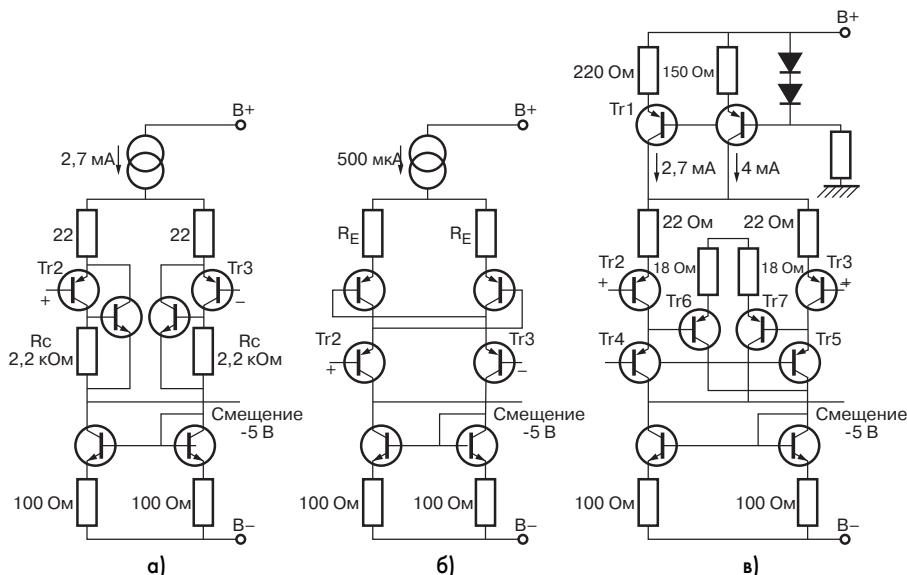 B+
2,7 мА
22
22
Tr2
Tr3
+
–
Rc
2,2 кОм
Rc
2,2 кОм
Смещение
-5 В
100 Ом
100 Ом
B–
а)
B+
500 мкА
RE
RE
Tr2
Tr3
+
–
Смещение
-5 В
100 Ом
100 Ом
B–
б)
B+
220 Ом
150 Ом
Tr1
2,7 мА
4 мА
22 Ом
22 Ом
Tr2
18 Ом
18 Ом
Tr3
+
Tr6
Tr7
Tr4
Tr5
Смещение
-5 В
100 Ом
100 Ом
B–
в)